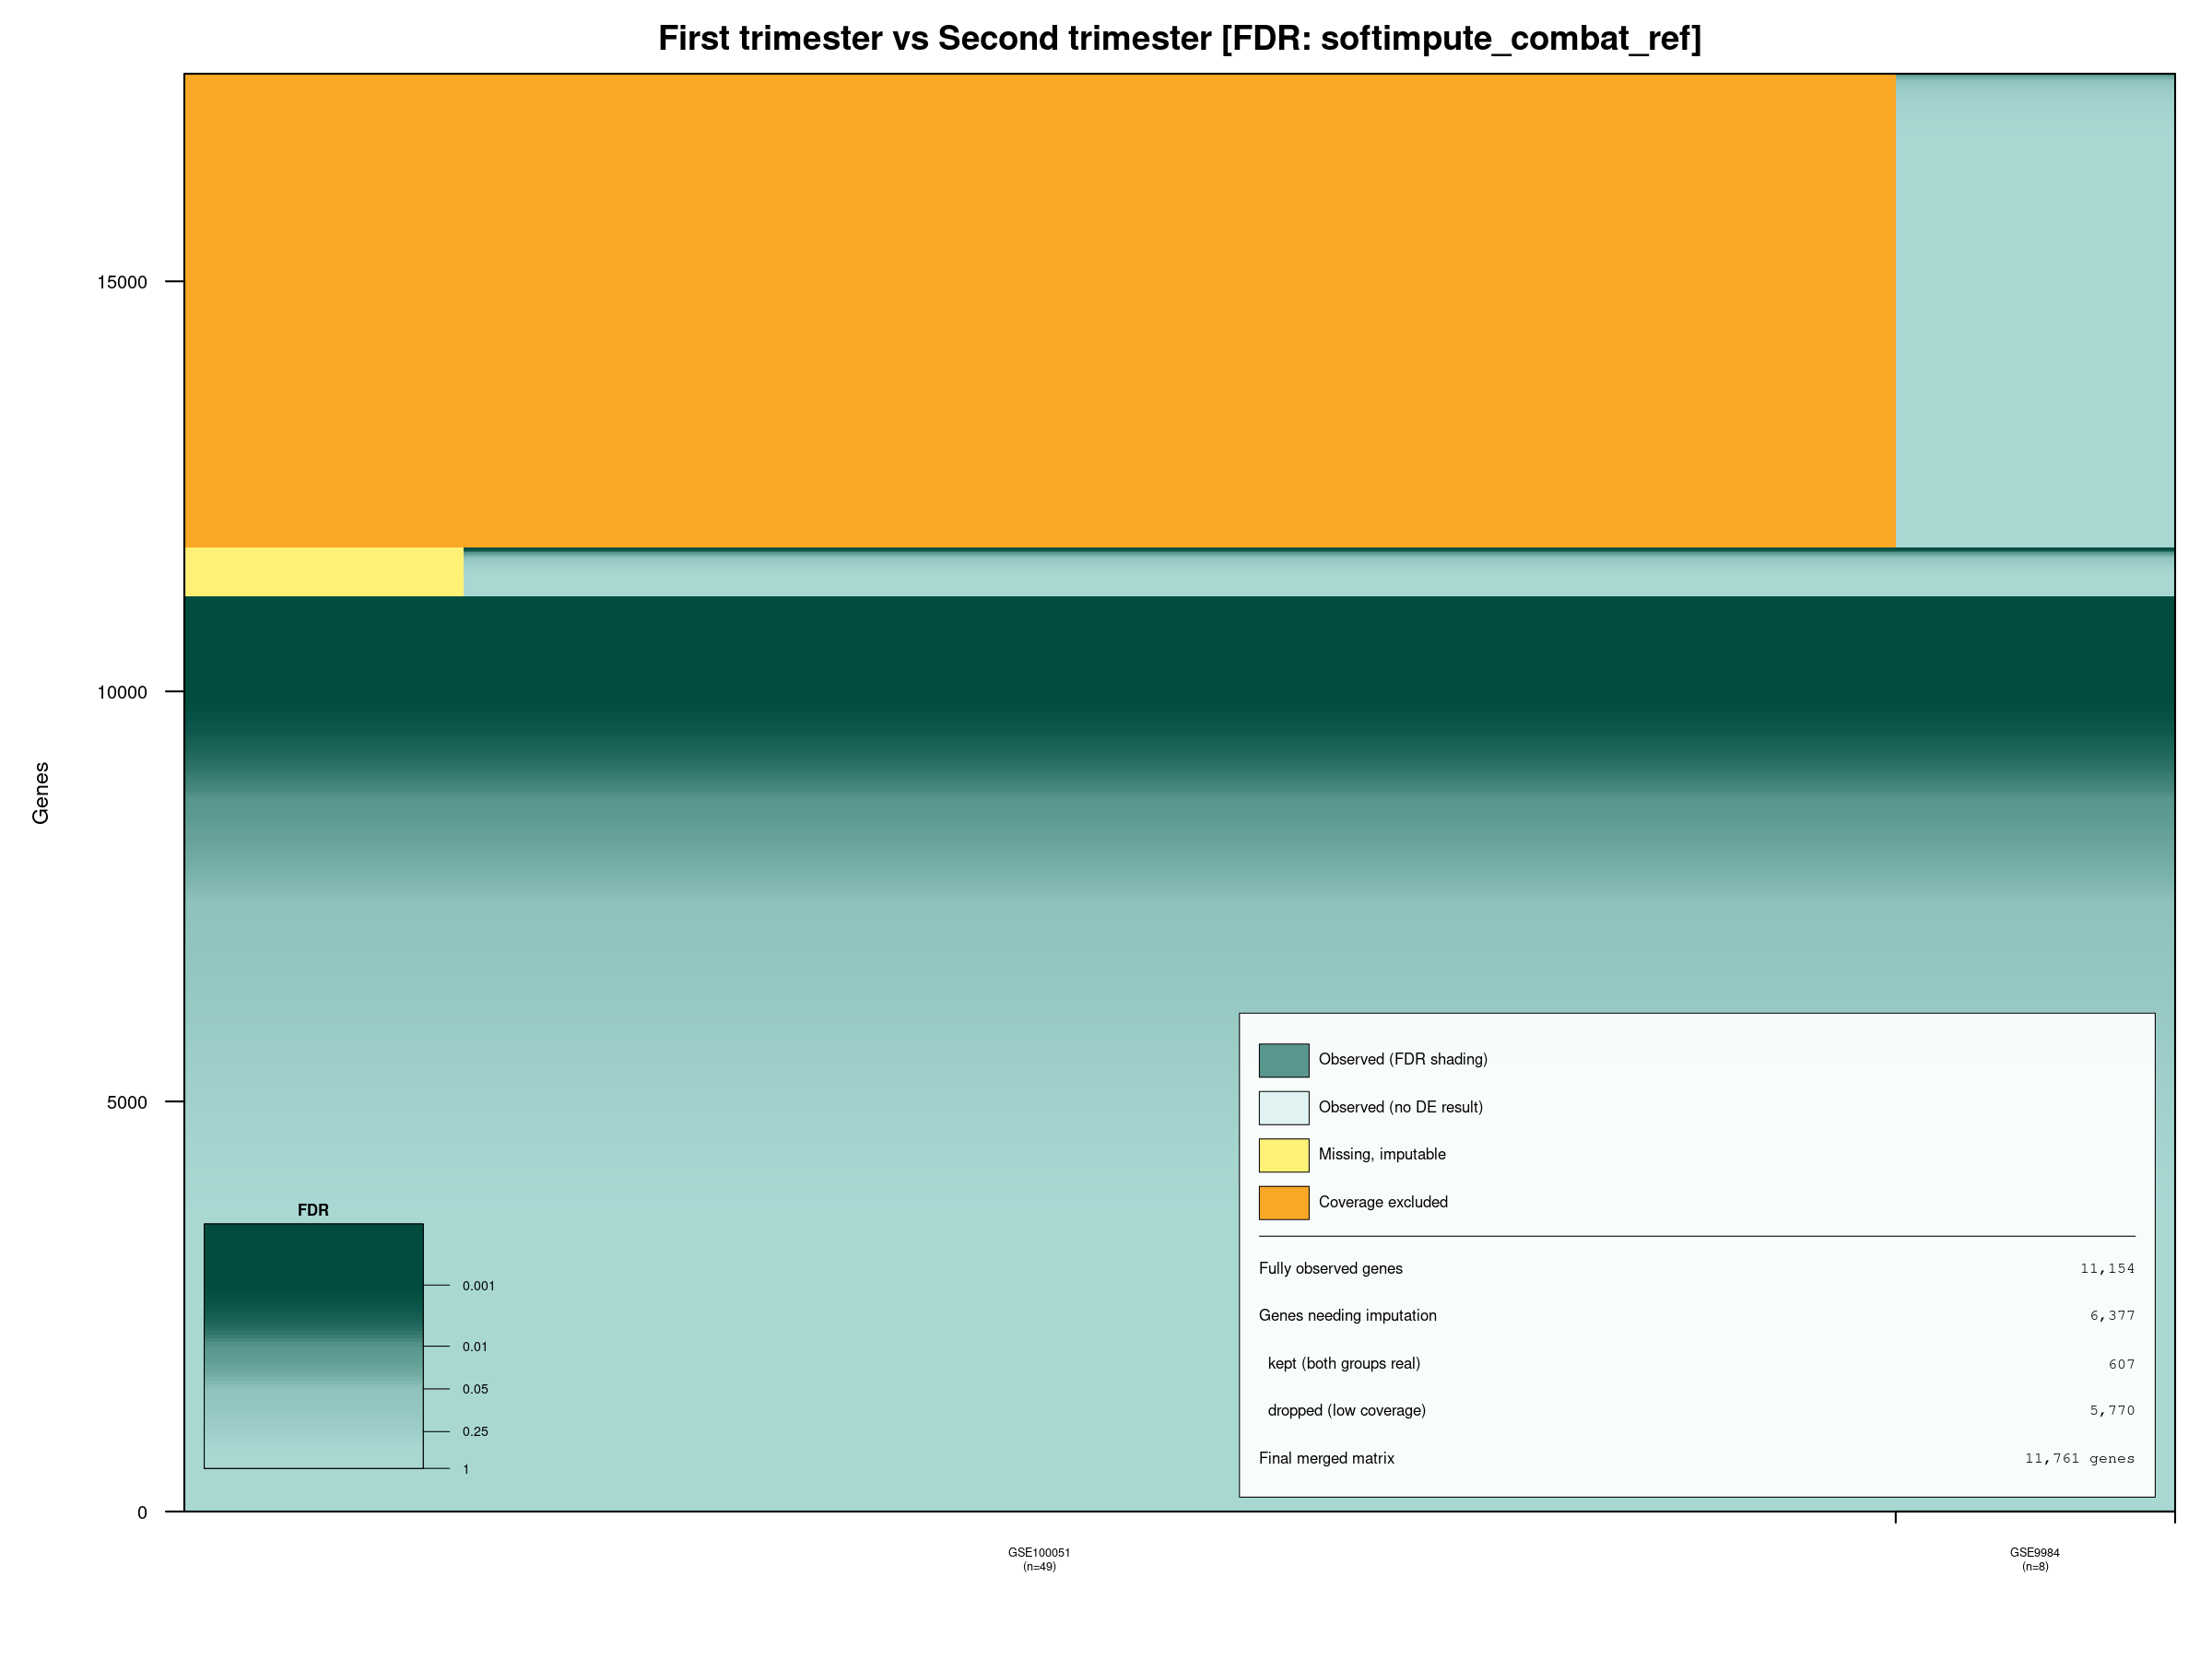 First trimester vs Second trimester [FDR: softimpute_combat_ref]
15000
10000
5000
0
Genes
FDR
0.001
0.01
0.05
0.25
1
Observed (FDR shading)
Observed (no DE result)
Missing, imputable
Coverage excluded
Fully observed genes 11,154
Genes needing imputation 6,377
kept (both groups real) 607
dropped (low coverage) 5,770
Final merged matrix 11,761 genes
GSE100051
(n=49)
GSE9984
(n=8)